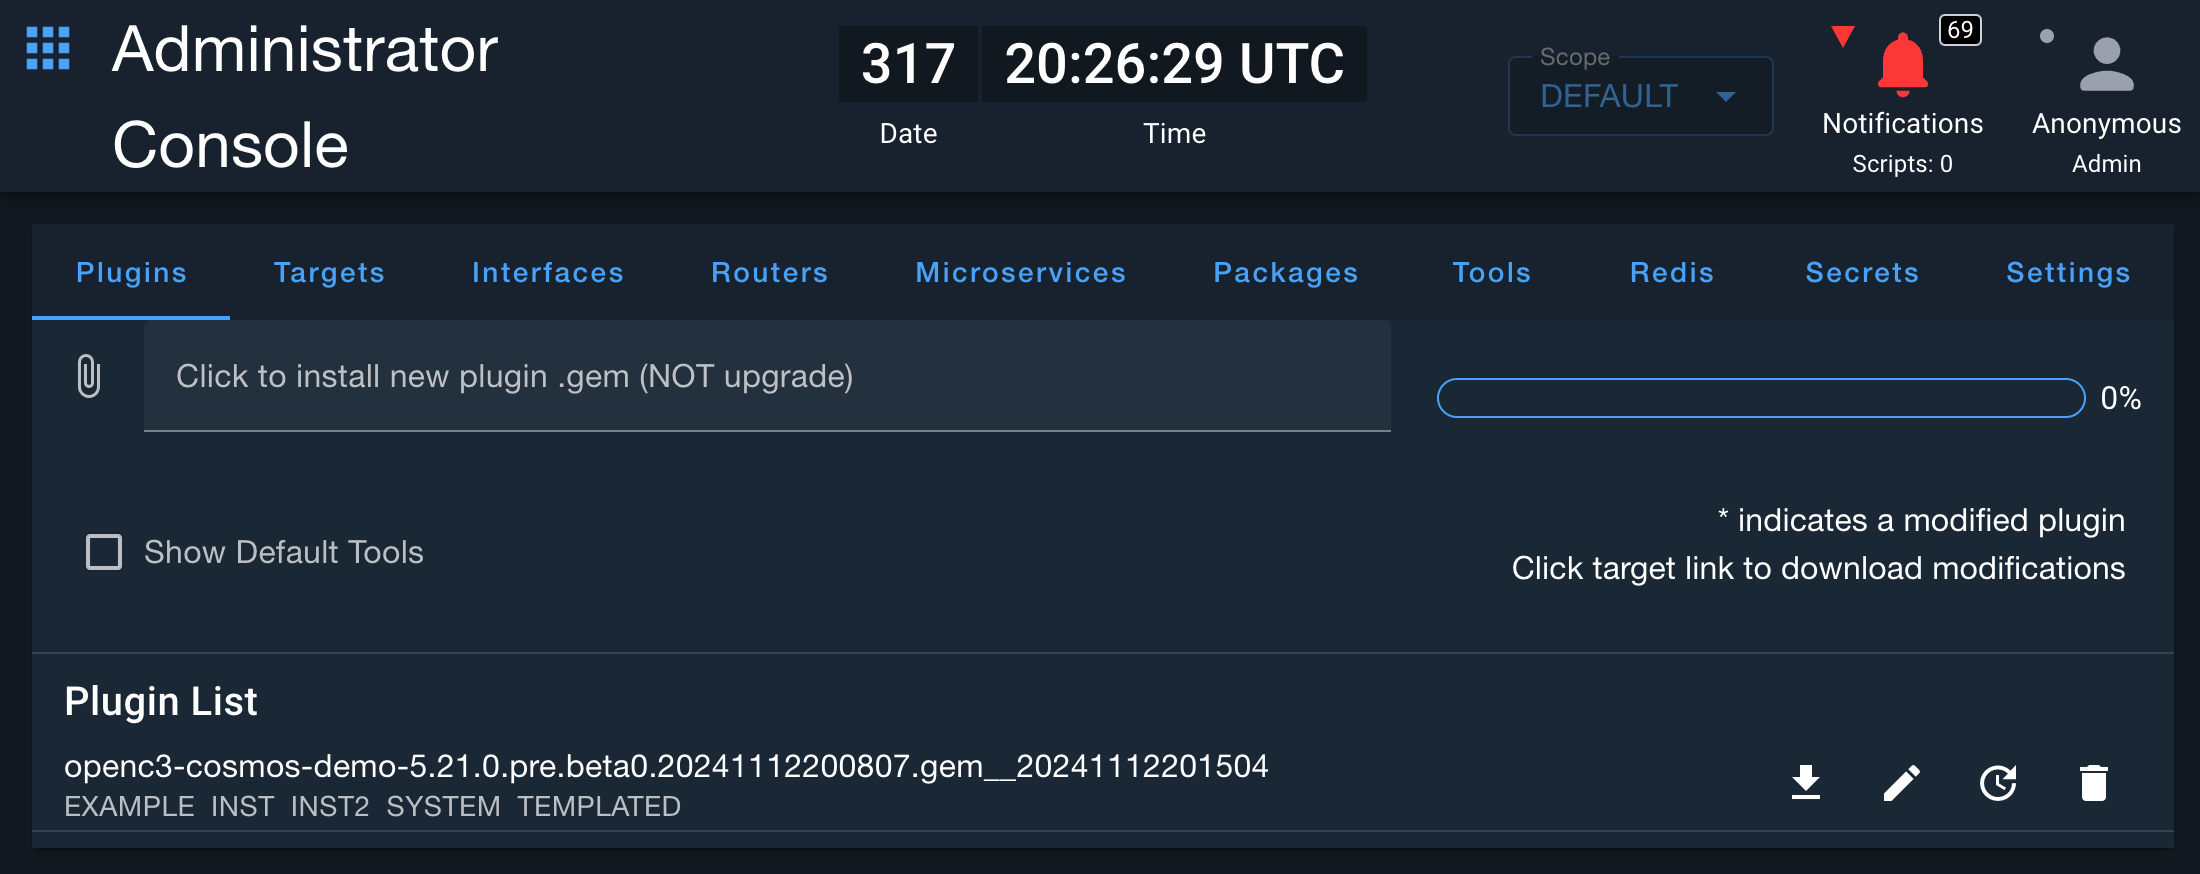 Administrator
Console
317
20:26:29 UTC
Date
Time
Scope
DEFAULT
69
Notifications
Scripts: 0
Anonymous
Admin
Plugins
Targets
Interfaces
Routers
Microservices
Packages
Tools
Redis
Secrets
Settings
Click to install new plugin .gem (NOT upgrade)
0%
Show Default Tools
* indicates a modified plugin
Click target link to download modifications
Plugin List
openc3-cosmos-demo-5.21.0.pre.beta0.20241112200807.gem__20241112201504
EXAMPLE INST INST2 SYSTEM TEMPLATED